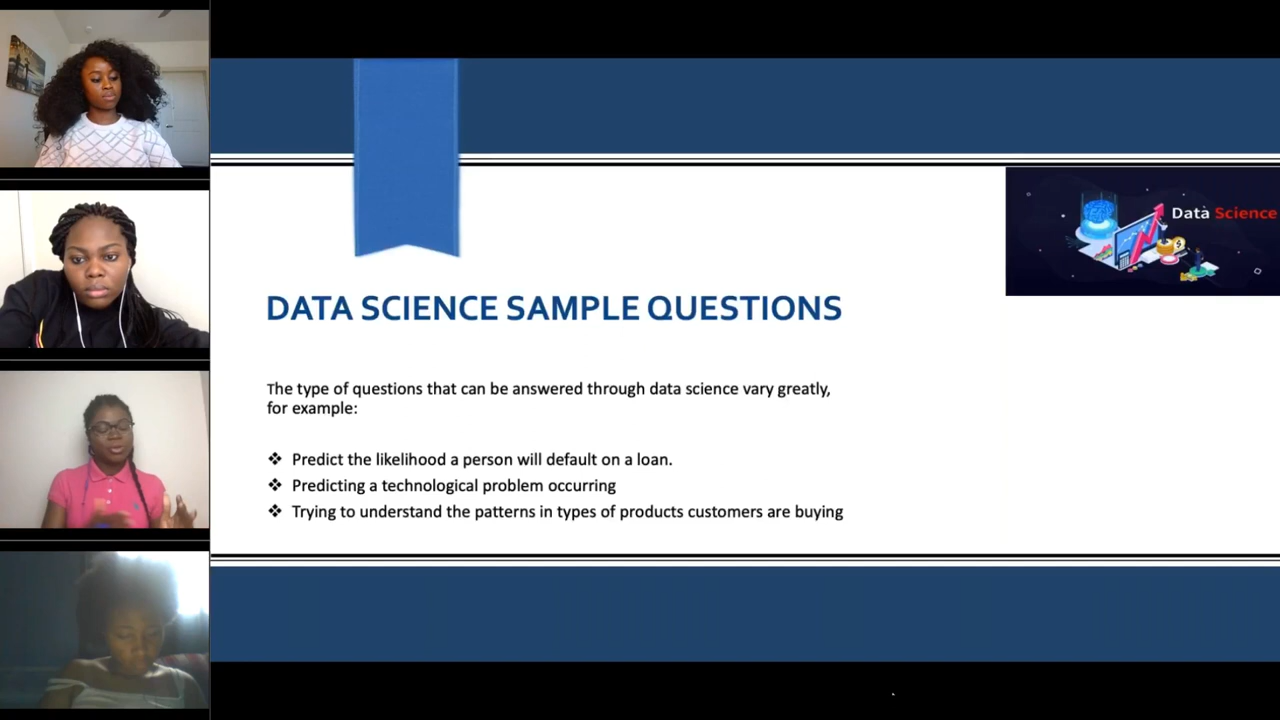 Data Science
DATA SCIENCE SAMPLE QUESTIONS
The type of questions that can be answered through data science vary greatly,
for example:
❖ Predict the likelihood a person will default on a loan.
❖ Predicting a technological problem occurring
❖ Trying to understand the patterns in types of products customers are buying